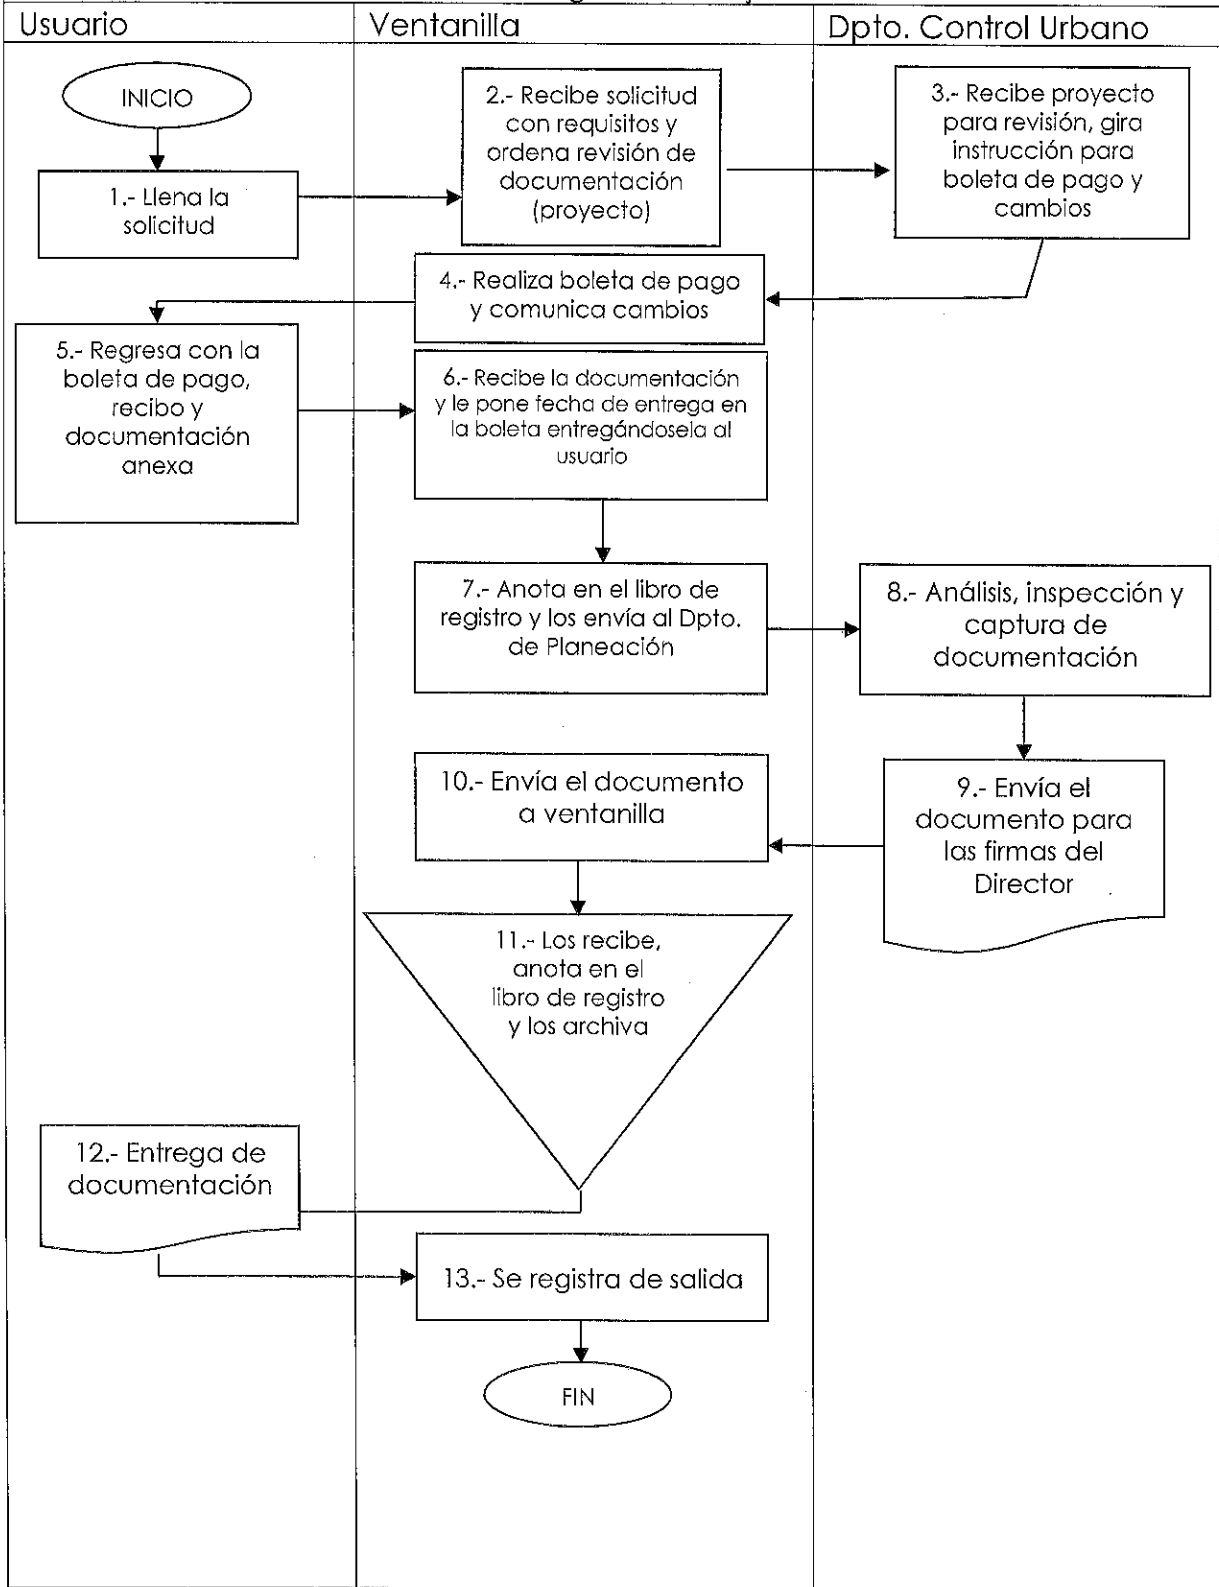 Usuario
Ventanilla
Dpto. Control Urbano
INICIO
1.- Llena la
solicitud
2.- Recibe solicitud
con requisitos y
ordena revisión de
documentación
(proyecto)
3.- Recibe proyecto
para revisión, gira
instrucción para
boleta de pago y
cambios
4.- Realiza boleta de pago
y comunica cambios
5.- Regresa con la
boleta de pago,
recibo y
documentación
anexa
6.- Recibe la documentación
y le pone fecha de entrega en
la boleta entregándosela al
usuario
7.- Anota en el libro de
registro y los envía al Dpto.
de Planeación
8.- Análisis, inspección y
captura de
documentación
9.- Envía el
documento para
las firmas del
Director
10.- Envía el documento
a ventanilla
11.- Los recibe,
anota en el
libro de registro
y los archiva
12.- Entrega de
documentación
13.- Se registra de salida
FIN